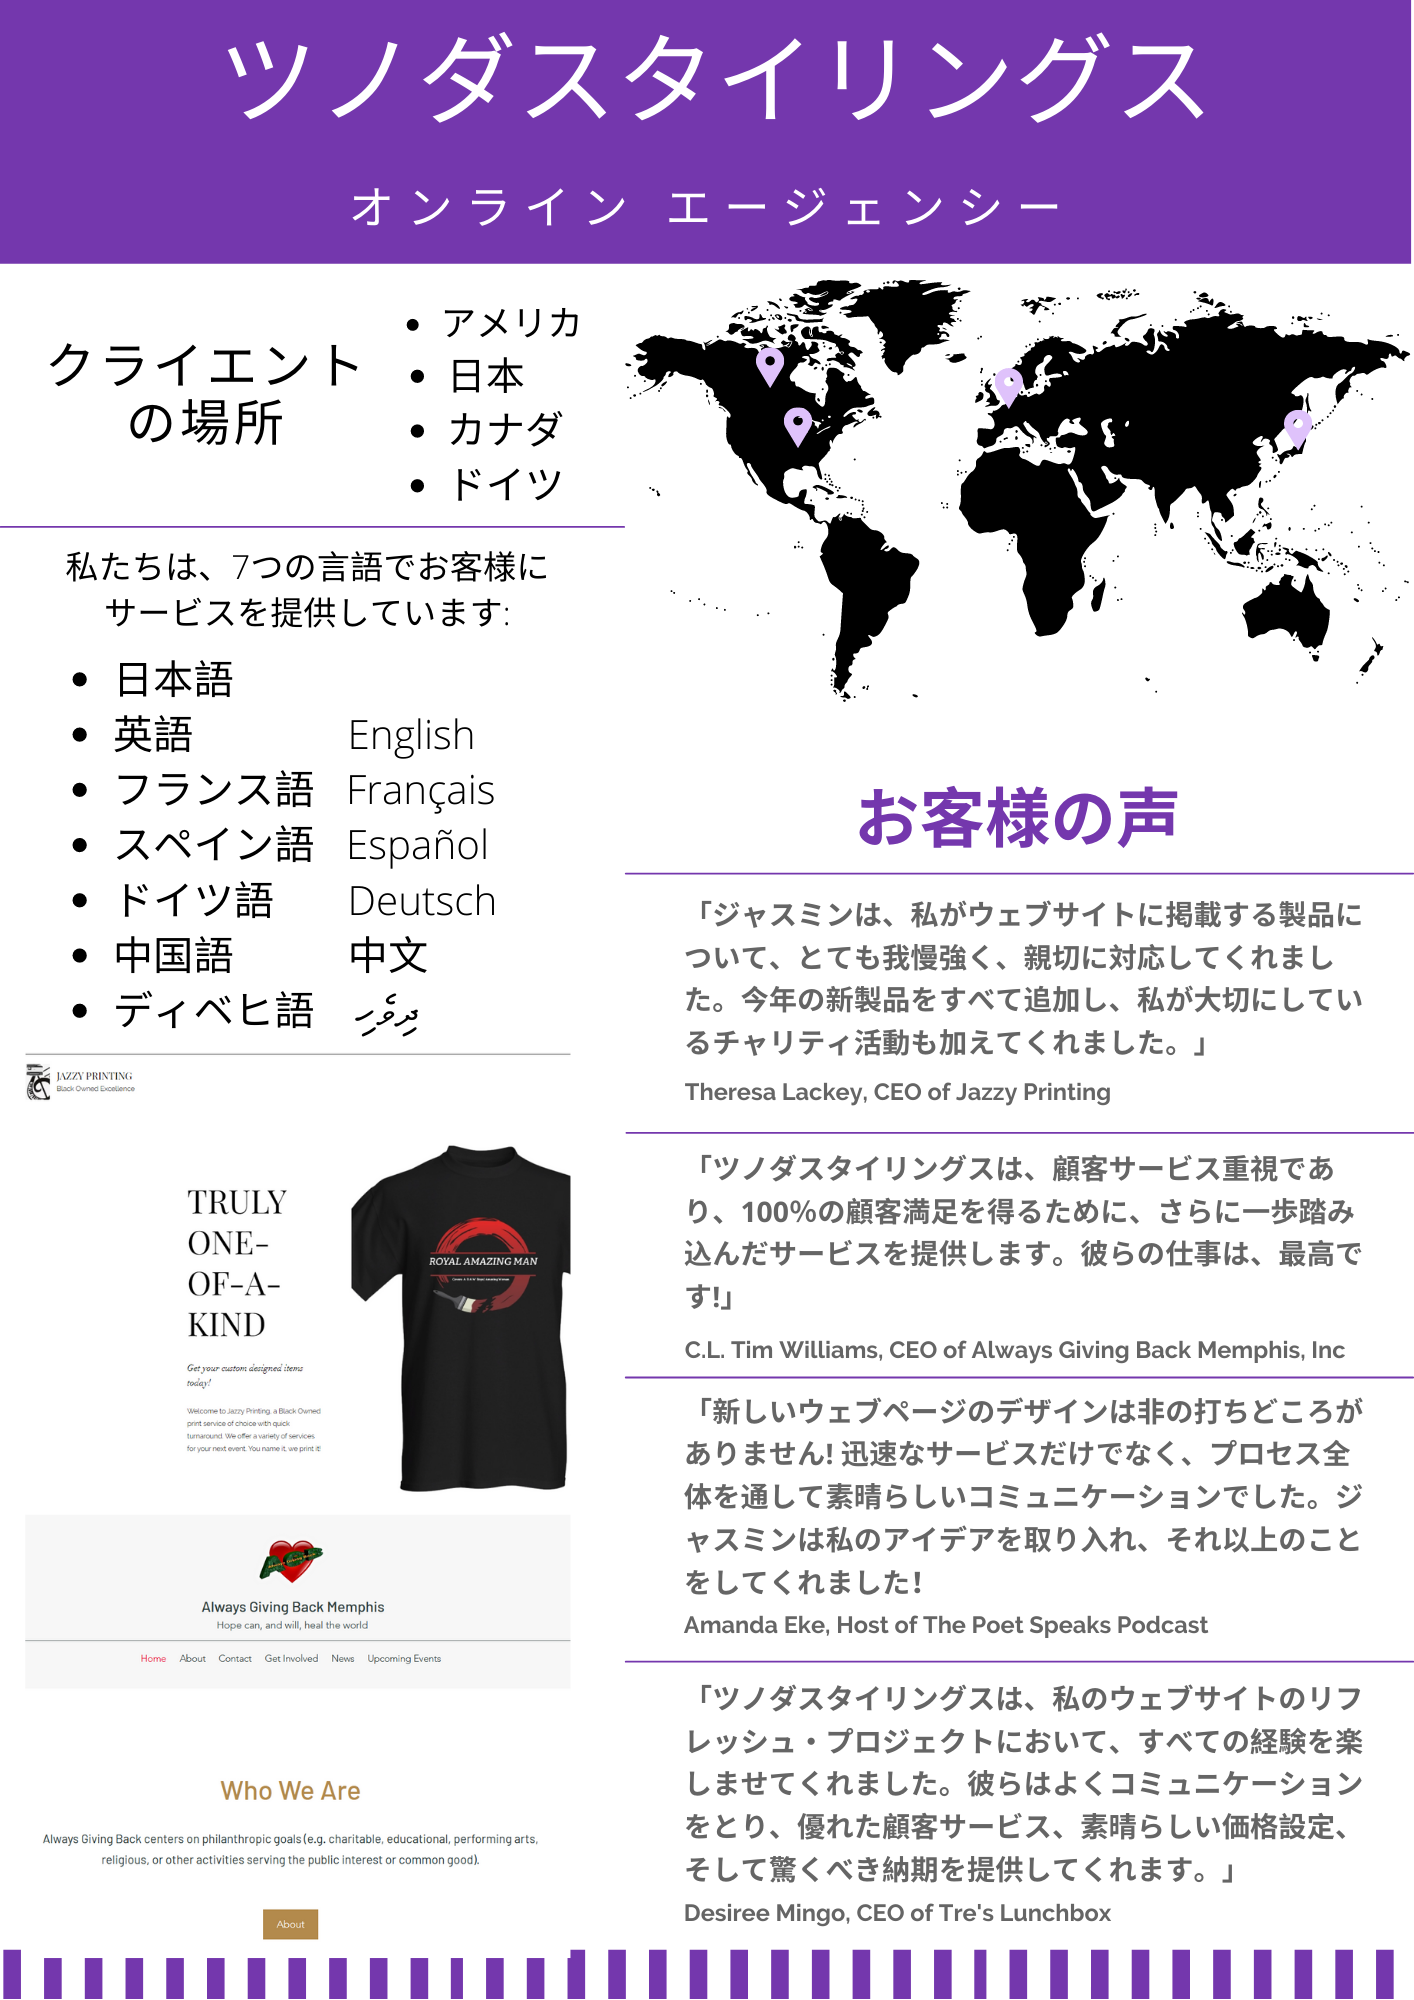 ツノダスタイリングス
オンライン エージェンシー
クライエント
の場所
• アメリカ
• 日本
• カナダ
• ドイツ
私たちは、7つの言語でお客様に
サービスを提供しています:
• 日本語
• 英語 English
• フランス語 Français
• スペイン語 Español
• ドイツ語 Deutsch
• 中国語 中文
• ディベヒ語 ދިވެހި
JAZZY PRINTING
Black Owned Excellence
TRULY
ONE-
OF-A-
KIND
Get your custom designed items
today!
Welcome to Jazzy Printing, a Black Owned
print service of choice with quick
turnaround. We offer a variety of services
for your next event. You name it, we print it!
ROYAL AMAZING MAN
Always Giving Back Memphis
Hope can, and will, heal the world
Home About Contact Get Involved News Upcoming Events
Who We Are
Always Giving Back centers on philanthropic goals (e.g. charitable, educational, performing arts,
religious, or other activities serving the public interest or common good).
About
お客様の声
「ジャスミンは、私がウェブサイトに掲載する製品に
ついて、とても我慢強く、親切に対応してくれまし
た。今年の新製品をすべて追加し、私が大切にしてい
るチャリティ活動も加えてくれました。」
Theresa Lackey, CEO of Jazzy Printing
「ツノダスタイリングスは、顧客サービス重視であ
り、100％の顧客満足を得るために、さらに一歩踏み
込んだサービスを提供します。彼らの仕事は、最高で
す!」
C.L. Tim Williams, CEO of Always Giving Back Memphis, Inc
「新しいウェブページのデザインは非の打ちどころが
ありません! 迅速なサービスだけでなく、プロセス全
体を通して素晴らしいコミュニケーションでした。ジ
ャスミンは私のアイデアを取り入れ、それ以上のこと
をしてくれました!
Amanda Eke, Host of The Poet Speaks Podcast
「ツノダスタイリングスは、私のウェブサイトのリフ
レッシュ・プロジェクトにおいて、すべての経験を楽
しませてくれました。彼らはよくコミュニケーション
をとり、優れた顧客サービス、素晴らしい価格設定、
そして驚くべき納期を提供してくれます。」
Desiree Mingo, CEO of Tre's Lunchbox